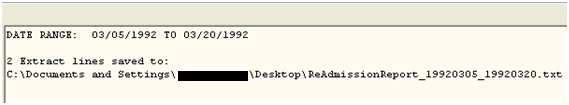 DATE RANGE:  03/05/1992 TO 03/20/1992
2 Extract lines saved to:
C:\Documents and Settings\ \Desktop\ReAdmissionReport_19920305_19920320.txt